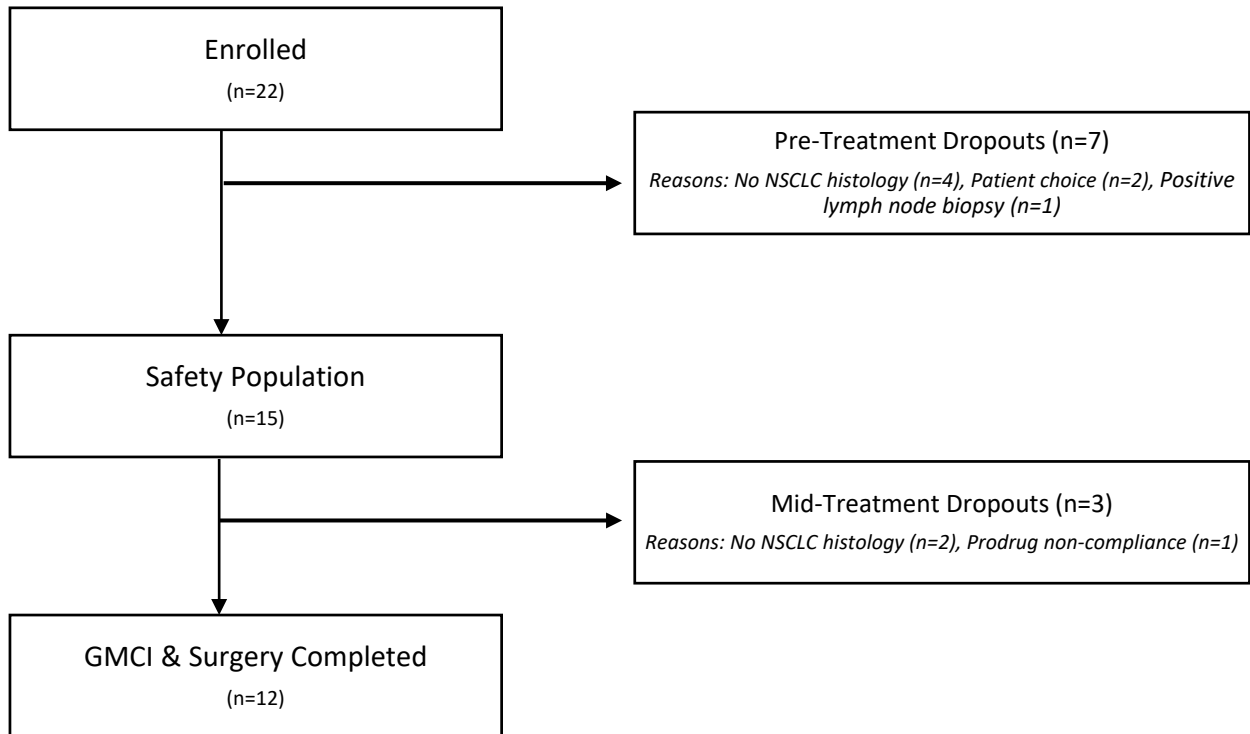 Enrolled
(n=22)
Pre-Treatment Dropouts (n=7)
Reasons: No NSCLC histology (n=4), Patient choice (n=2), Positive
lymph node biopsy (n=1)
Safety Population
(n=15)
Mid-Treatment Dropouts (n=3)
Reasons: No NSCLC histology (n=2), Prodrug non-compliance (n=1)
GMCI & Surgery Completed
(n=12)